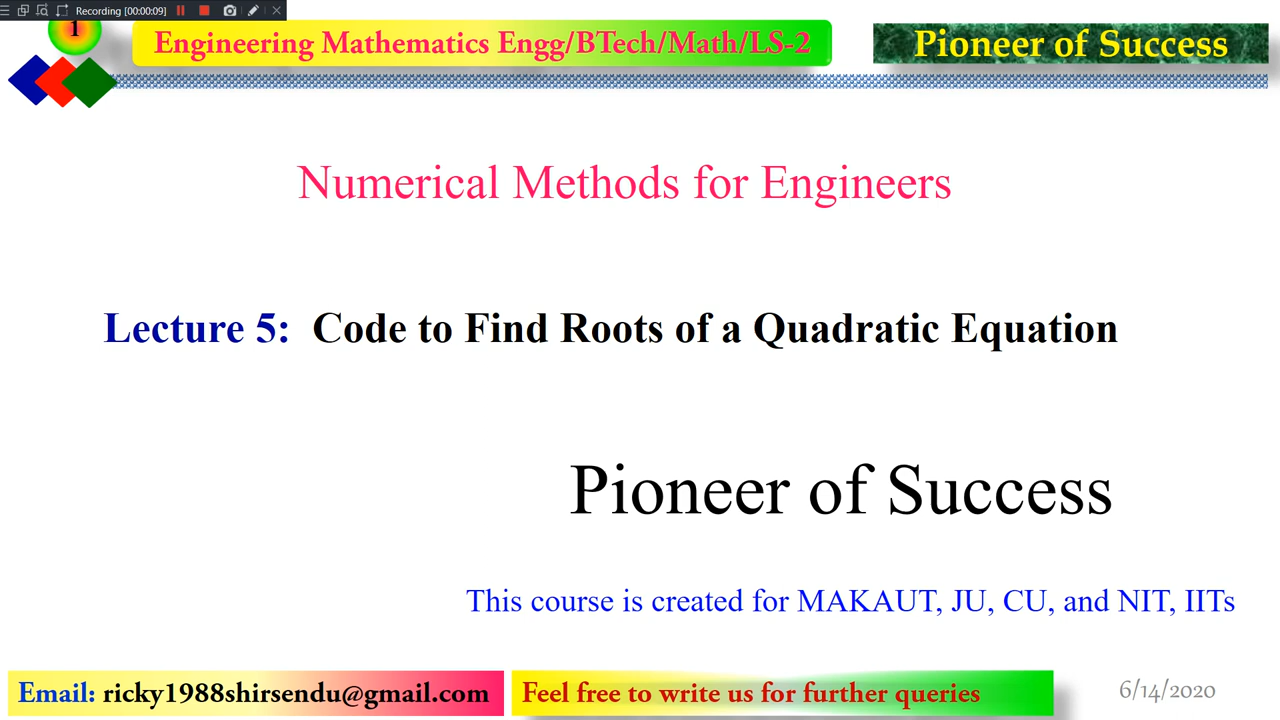 Recording [00:00:09]
1
Engineering Mathematics Engg/BTech/Math/LS-2
Pioneer of Success
Numerical Methods for Engineers
Lecture 5: Code to Find Roots of a Quadratic Equation
Pioneer of Success
This course is created for MAKAUT, JU, CU, and NIT, IITs
Email: ricky1988shirsendu@gmail.com
Feel free to write us for further queries
6/14/2020